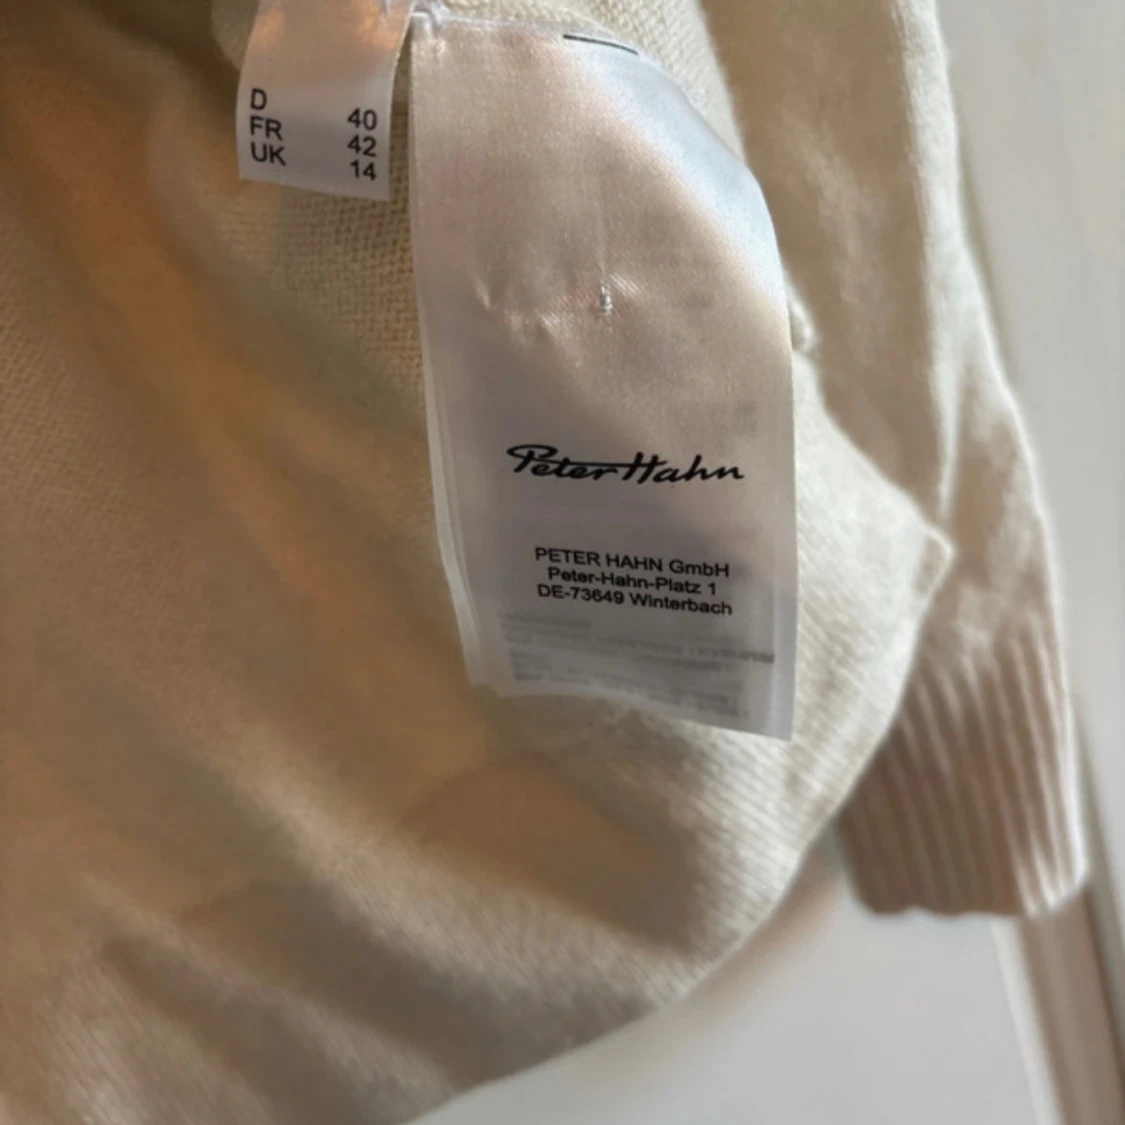 D 40
FR 42
UK 14
Peter Hahn
PETER HAHN GmbH
Peter-Hahn-Platz 1
DE-73649 Winterbach